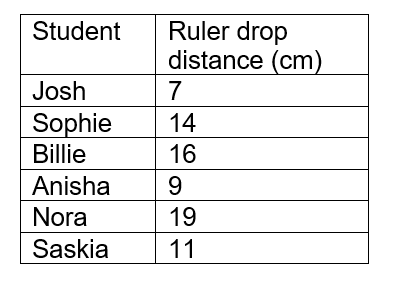 Student Ruler drop
distance (cm)
Josh 7
Sophie 14
Billie 16
Anisha 9
Nora 19
Saskia 11